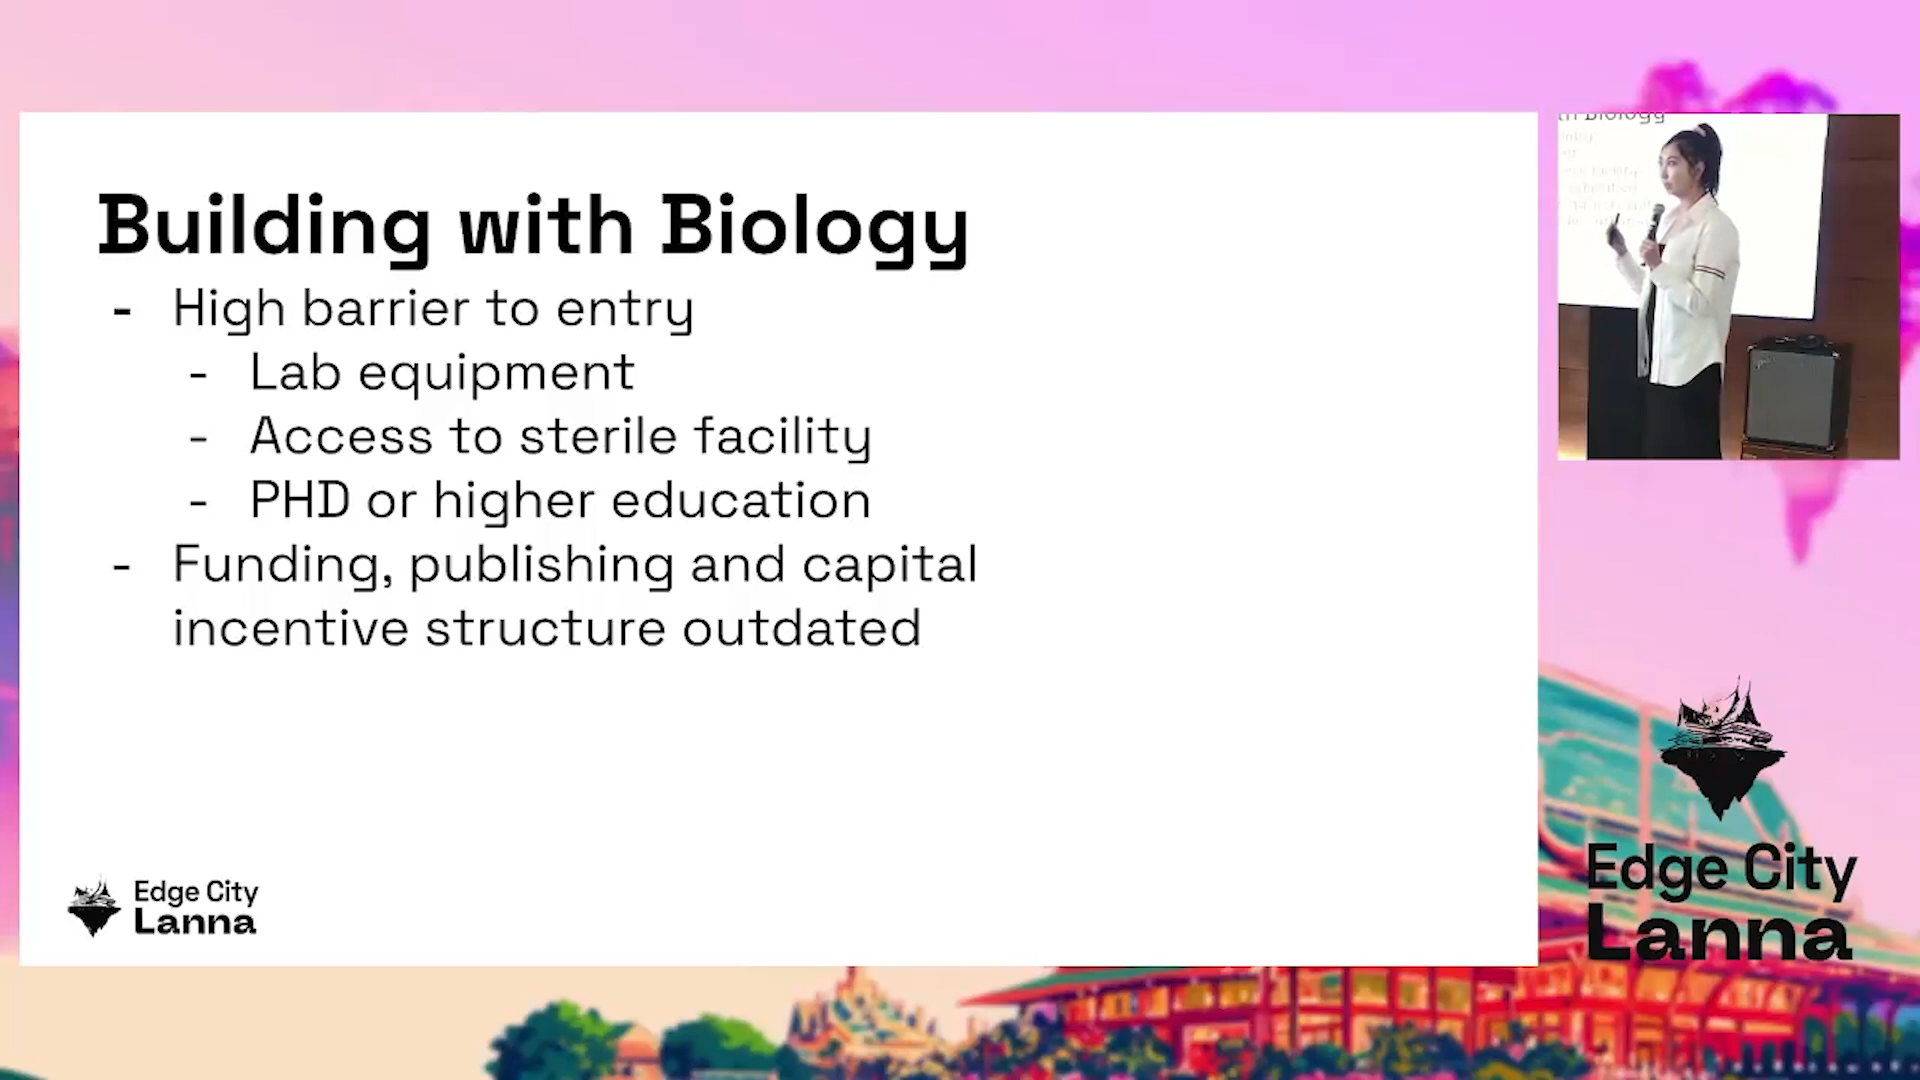 Building with Biology
- High barrier to entry
- Lab equipment
- Access to sterile facility
- PHD or higher education
- Funding, publishing and capital
incentive structure outdated
Edge City
Lanna
Biology
Edge City
Lanna